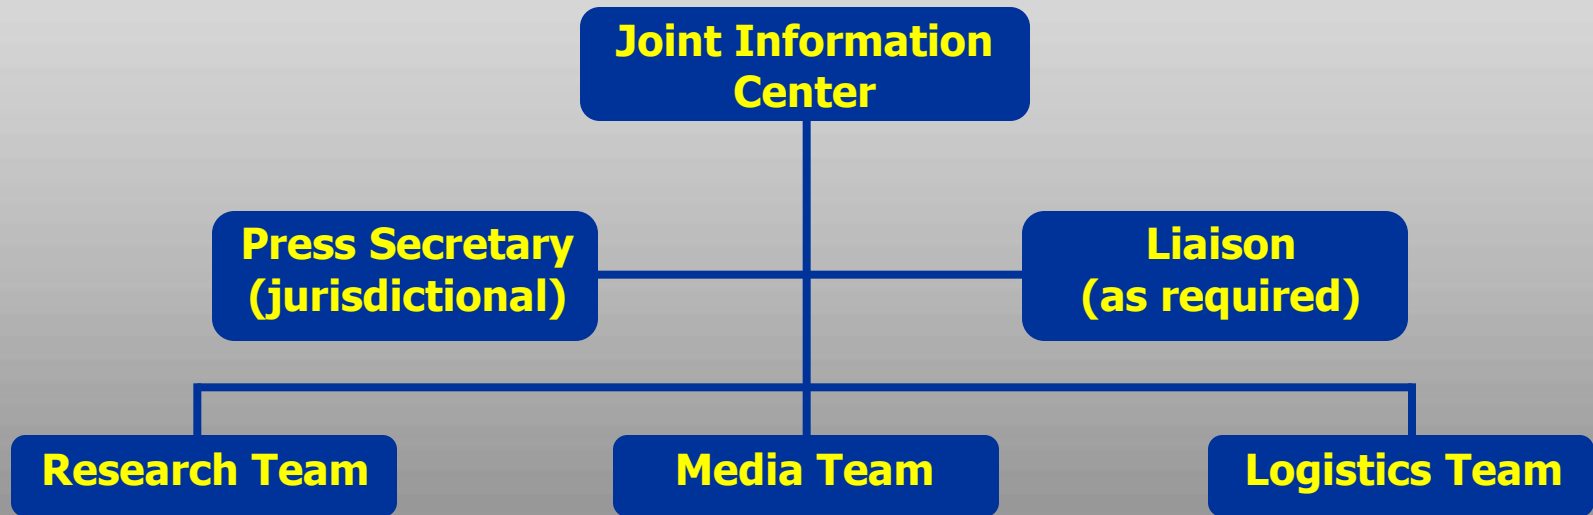 Joint Information
Center
Press Secretary
(jurisdictional)
Liaison
(as required)
Research Team
Media Team
Logistics Team